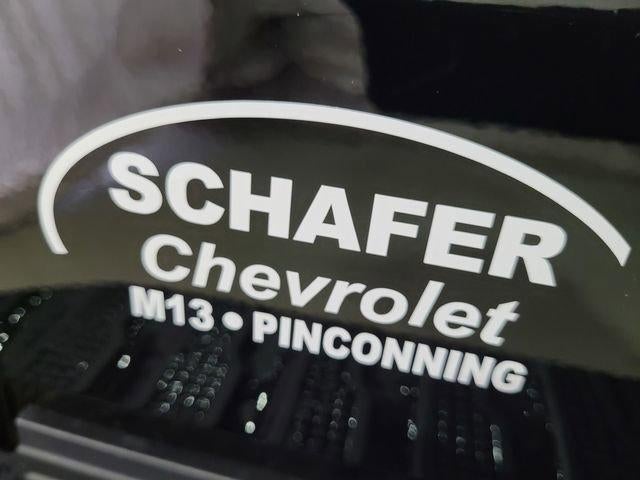 SCHAFER
Chevrolet
M13 • PINCONNING